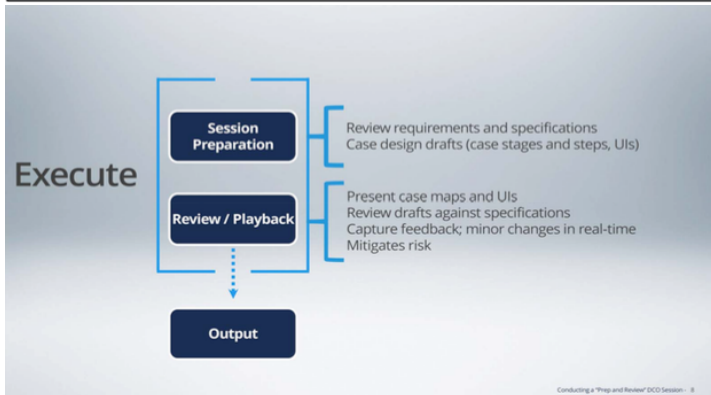 Execute
Session
Preparation
Review requirements and specifications
Case design drafts (case stages and steps, UIs)
Review / Playback
Present case maps and UIs
Review drafts against specifications
Capture feedback; minor changes in real-time
Mitigates risk
Output
Conducting a "Prep and Review" DCO Session - 8